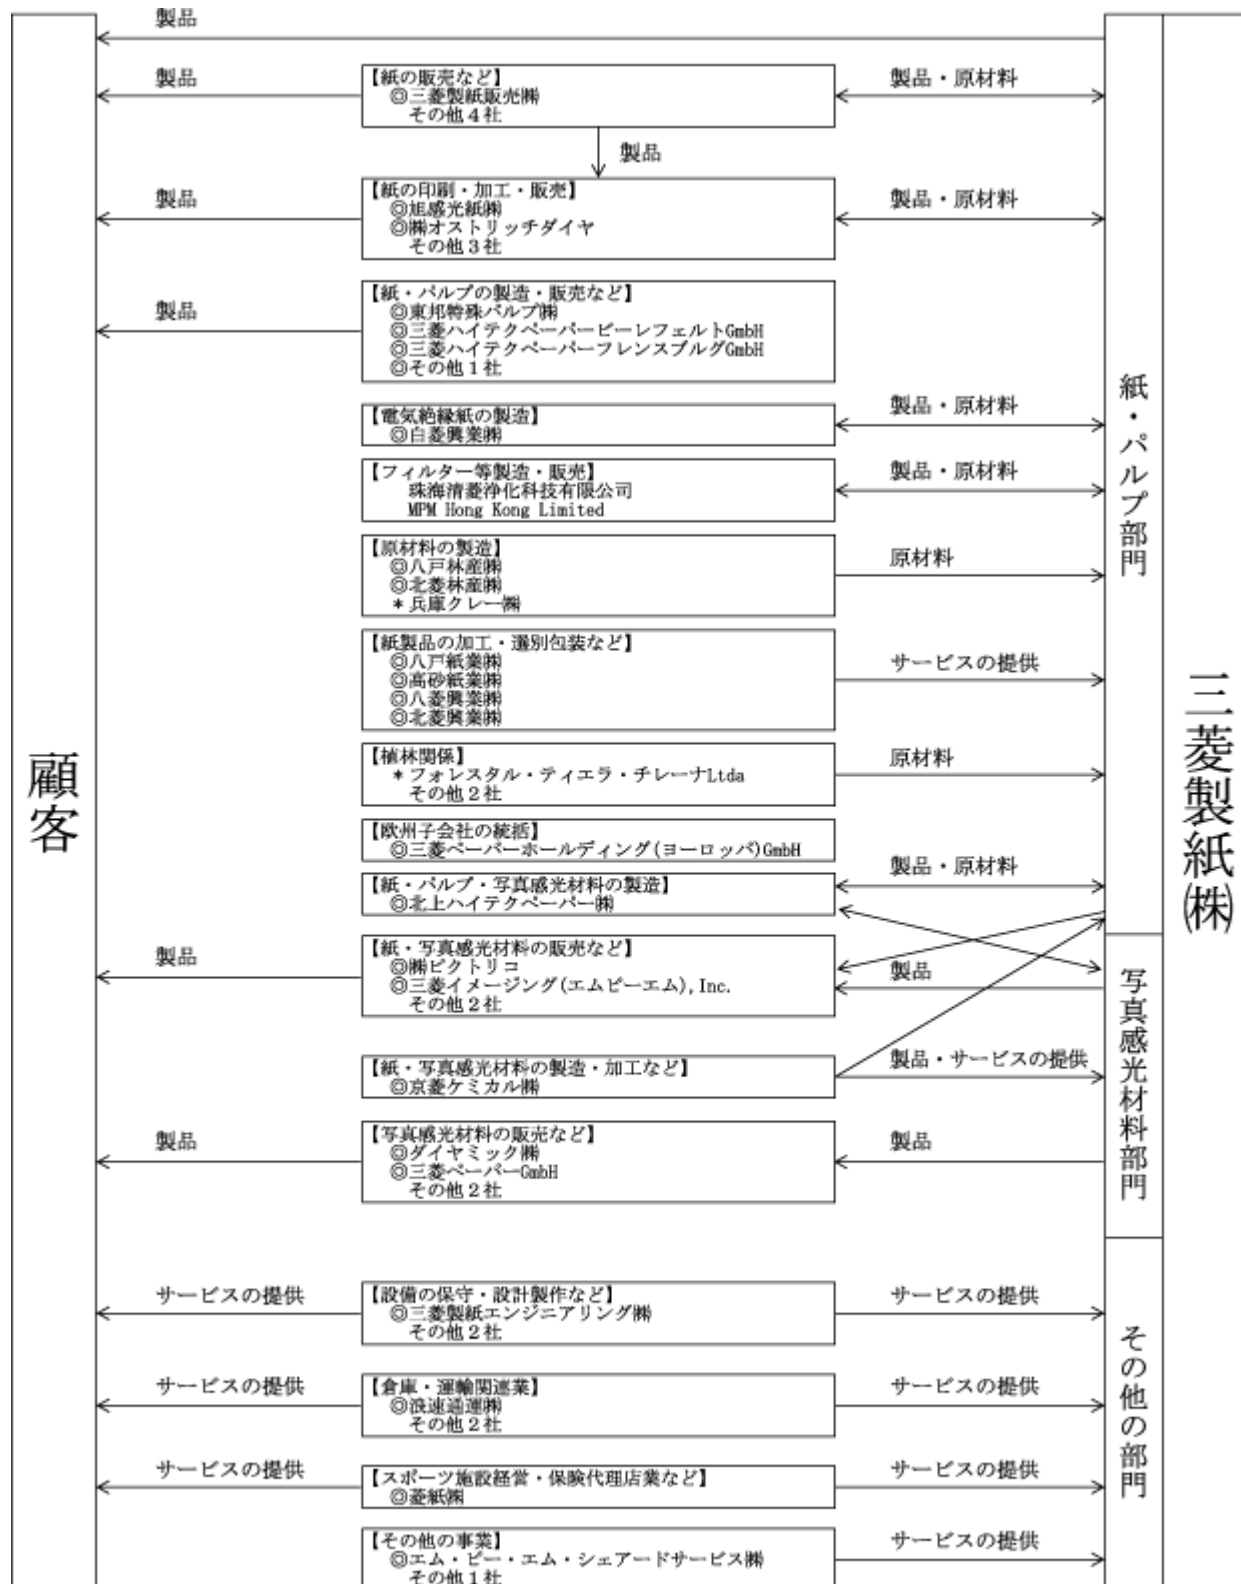 製品
製品
【紙の販売など】
◎三菱製紙販売㈱
その他４社
製品・原材料
製品
製品
【紙の印刷・加工・販売】
◎旭感光紙㈱
◎㈱オストリッチダイヤ
その他３社
製品・原材料
製品
【紙・パルプの製造・販売など】
◎東邦特殊パルプ㈱
◎三菱ハイテクペーパービーレフェルトGmbH
◎三菱ハイテクペーパーフレンスブルグGmbH
◎その他１社
【電気絶縁紙の製造】
◎白菱興業㈱
製品・原材料
【フィルター等製造・販売】
珠海清菱浄化科技有限公司
MPM Hong Kong Limited
製品・原材料
【原材料の製造】
◎八戸林産㈱
◎北菱林産㈱
＊兵庫クレー㈱
原材料
【紙製品の加工・選別包装など】
◎八戸紙業㈱
◎高砂紙業㈱
◎八菱興業㈱
◎北菱興業㈱
サービスの提供
【植林関係】
＊フォレスタル・ティエラ・チレーナLtda
その他２社
原材料
【欧州子会社の統括】
◎三菱ペーパーホールディング(ヨーロッパ)GmbH
【紙・パルプ・写真感光材料の製造】
◎北上ハイテクペーパー㈱
製品・原材料
製品
【紙・写真感光材料の販売など】
◎㈱ピクトリコ
◎三菱イメージング(エムピーエム),Inc.
その他２社
製品
【紙・写真感光材料の製造・加工など】
◎京菱ケミカル㈱
製品・サービスの提供
製品
【写真感光材料の販売など】
◎ダイヤミック㈱
◎三菱ペーパーGmbH
その他２社
製品
サービスの提供
【設備の保守・設計製作など】
◎三菱製紙エンジニアリング㈱
その他２社
サービスの提供
サービスの提供
【倉庫・運輸関連業】
◎浪速通運㈱
その他２社
サービスの提供
サービスの提供
【スポーツ施設経営・保険代理店業など】
◎菱紙㈱
サービスの提供
【その他の事業】
◎エム・ピー・エム・シェアードサービス㈱
その他１社
サービスの提供
顧客
紙・パルプ部門
写真感光材料部門
その他の部門
三菱製紙㈱